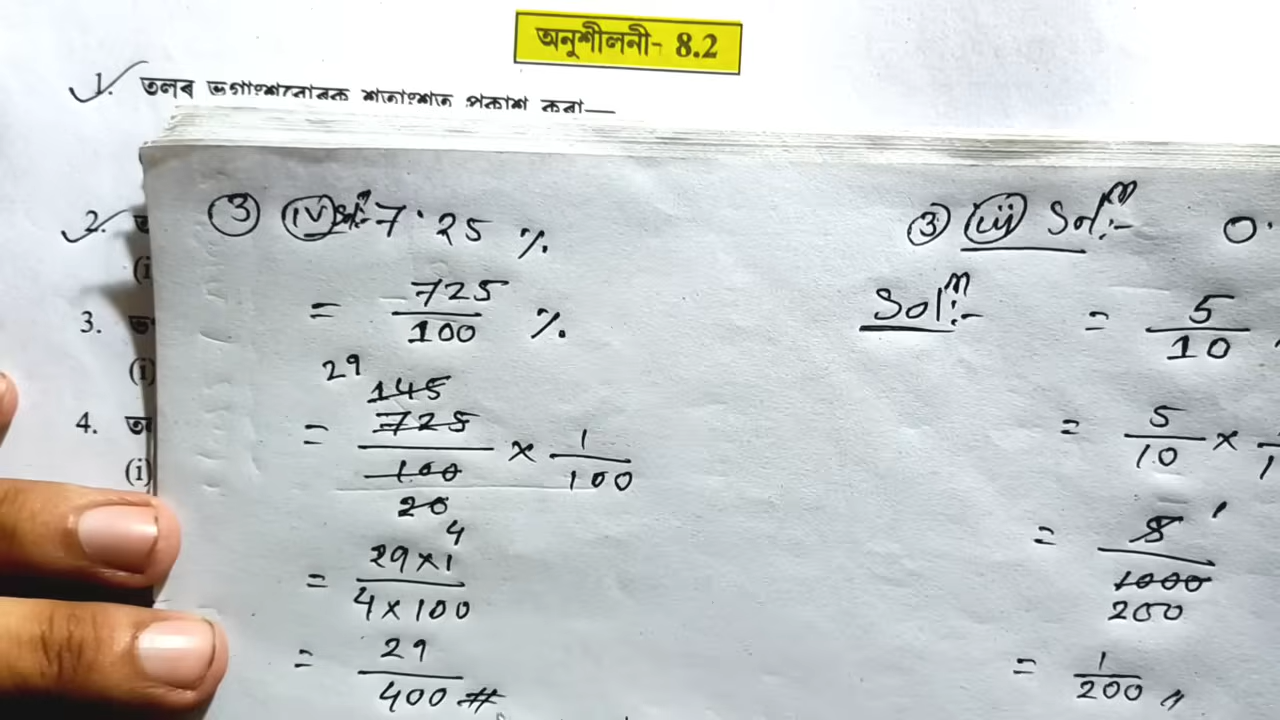 অনুশীলনী- 8.2
1. তলৰ ভগ্নাংশবোৰক শতাংশত প্ৰকাশ কৰা—
2.
(i
3.
(i)
4.
(i)
③ (iv) Solⁿ:- 7.25 %
= 725/100 %
29 145
= 725/100 × 1/100
20
4
= 29×1/4×100
= 29/400 #
③ (iii) Solⁿ:- 0.
Solⁿ:- = 5/10
= 5/10 ×
= 5/1000 1
200
= 1/200 "